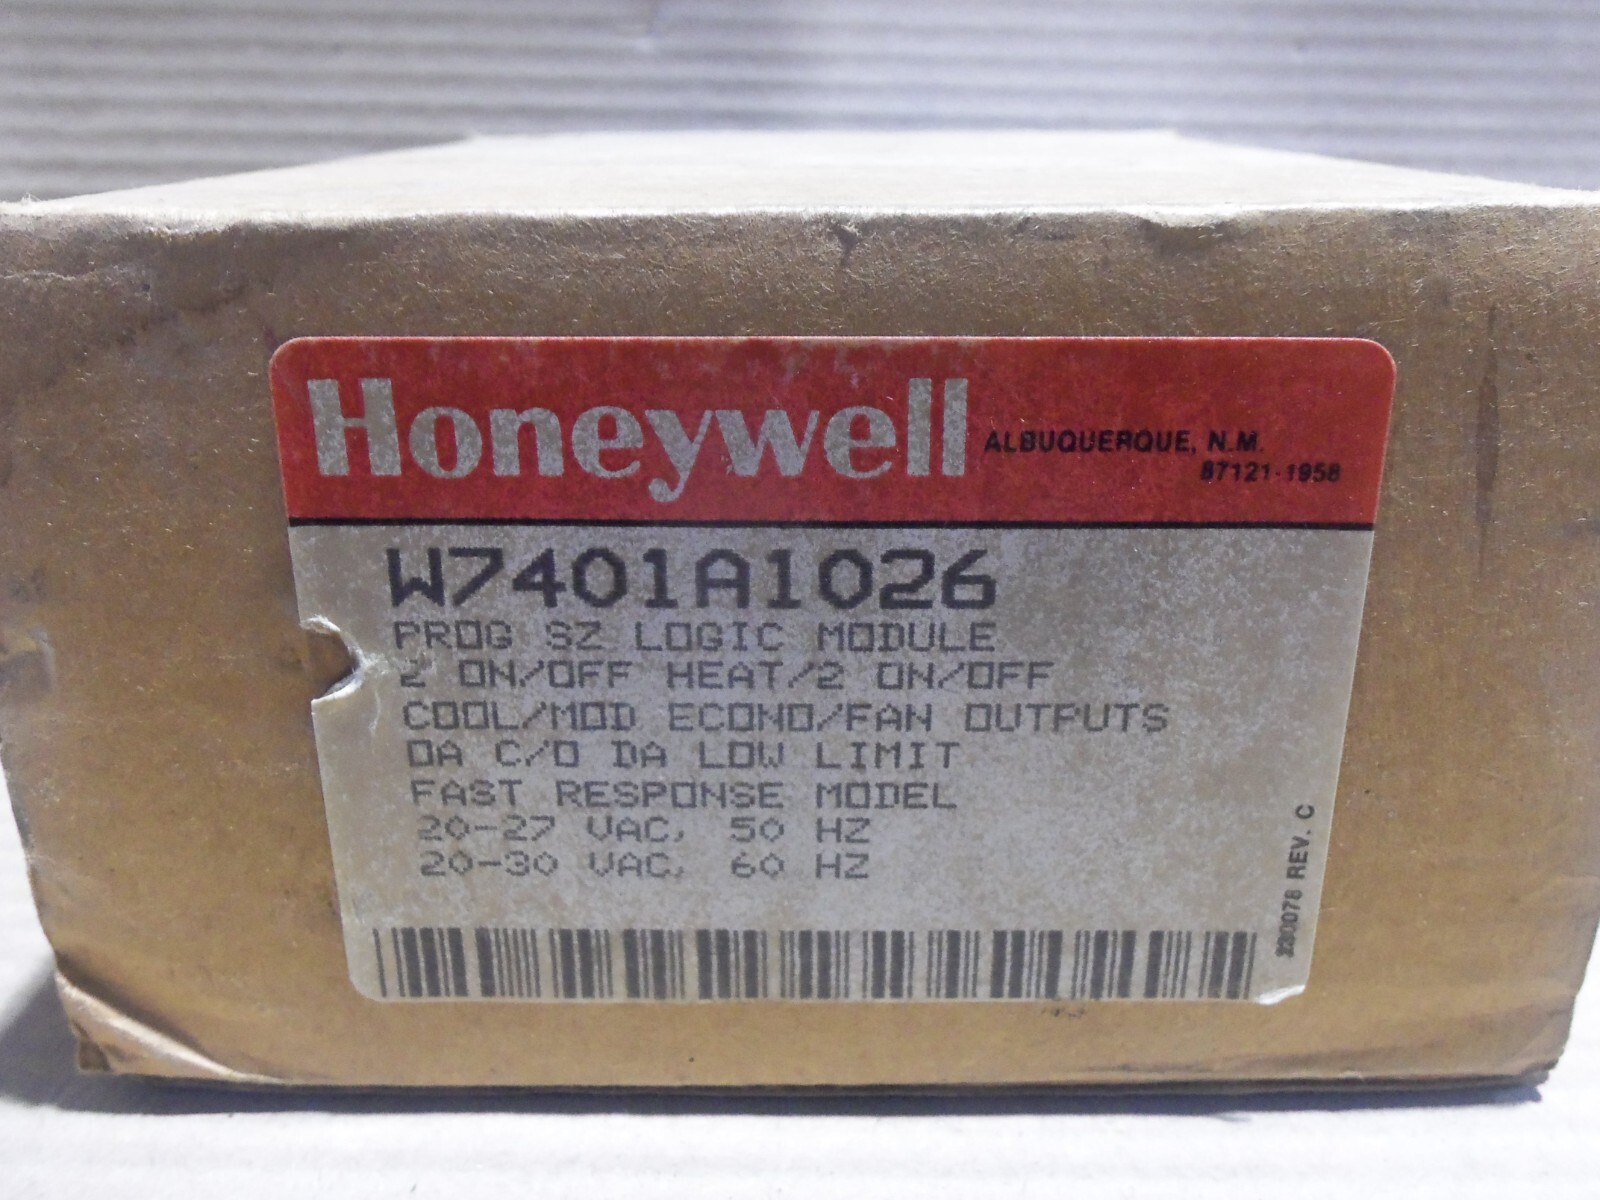 Honeywell ALBUQUERQUE, N.M.
87121-1958
W7401A1026
PROG SZ LOGIC MODULE
2 ON/OFF HEAT/2 ON/OFF
COOL/MOD ECONO/FAN OUTPUTS
OA C/O DA LOW LIMIT
FAST RESPONSE MODEL
20-27 VAC, 50 HZ
20-30 VAC, 60 HZ
REV. C